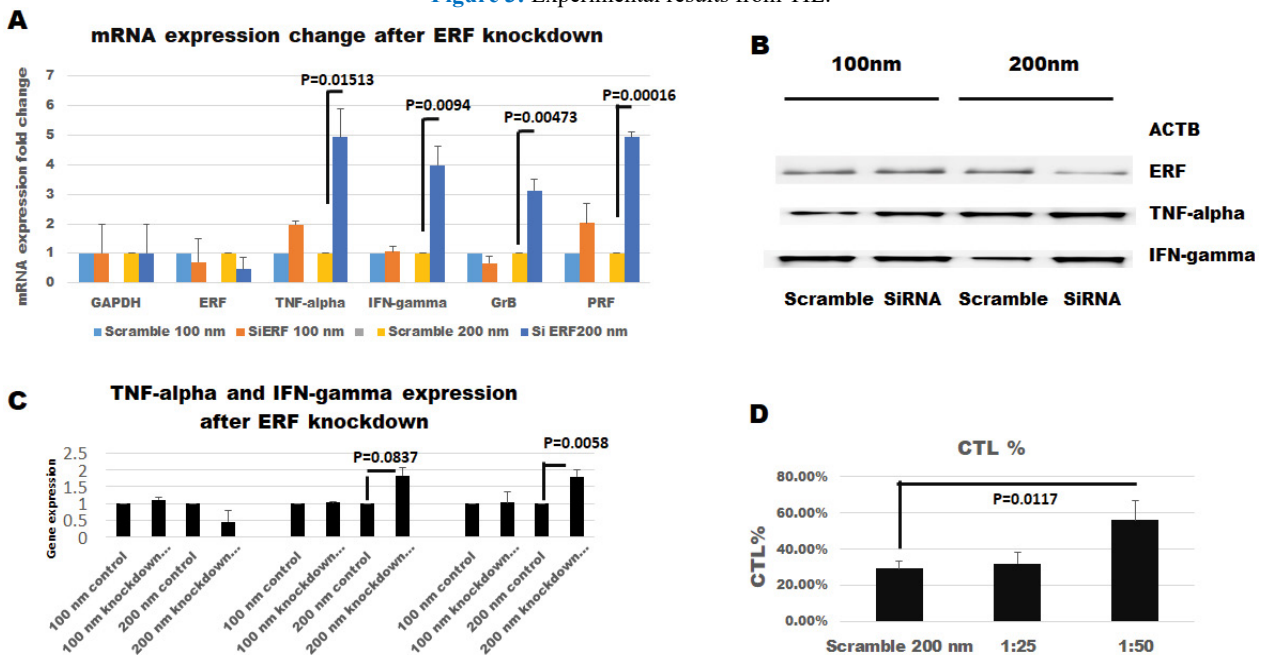 Figure 5: Experimental results from TIL.
A
mRNA expression change after ERF knockdown
mRNA expression fold change
7
6
5
4
3
2
1
0
P=0.01513
P=0.0094
P=0.00473
P=0.00016
GAPDH ERF TNF-alpha IFN-gamma GrB PRF
Scramble 100 nm SiERF 100 nm Scramble 200 nm Si ERF200 nm
B
100nm 200nm
ACTB
ERF
TNF-alpha
IFN-gamma
Scramble SiRNA Scramble SiRNA
C
TNF-alpha and IFN-gamma expression
after ERF knockdown
Gene expression
2.5
2
1.5
1
0.5
0
P=0.0837
P=0.0058
100 nm control
100 nm knockdown...
200 nm control
200 nm knockdown...
100 nm control
100 nm knockdown...
200 nm control
200 nm knockdown...
100 nm control
100 nm knockdown...
200 nm control
200 nm knockdown...
D
CTL %
CTL%
80.00%
60.00%
40.00%
20.00%
0.00%
P=0.0117
Scramble 200 nm 1:25 1:50